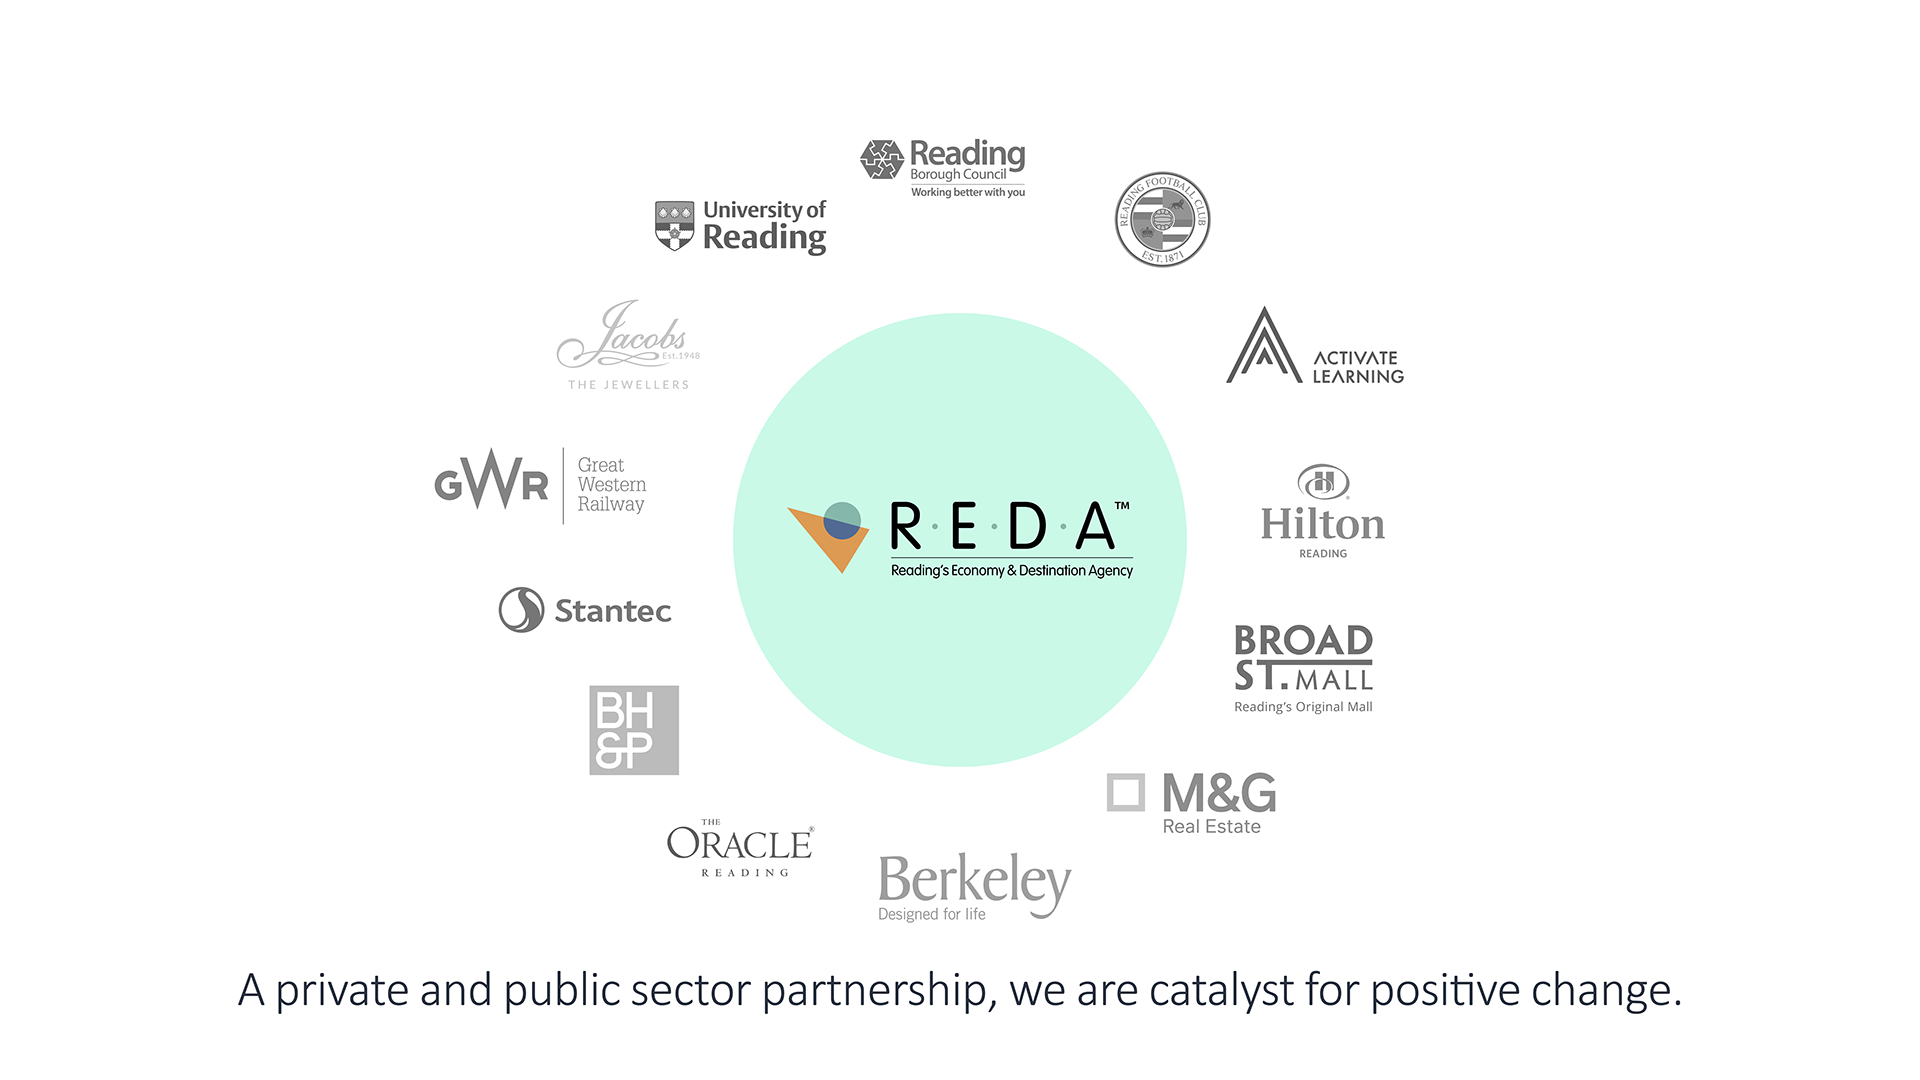 Reading
Borough Council
Working better with you
University of
Reading
READING FOOTBALL CLUB
EST. 1871
Jacobs
Est.1948
THE JEWELLERS
ACTIVATE
LEARNING
GWR
Great
Western
Railway
Hilton
READING
R·E·D·A™
Reading's Economy & Destination Agency
Stantec
BROAD
ST. MALL
Reading's Original Mall
BH
&P
M&G
Real Estate
THE
ORACLE®
READING
Berkeley
Designed for life
A private and public sector partnership, we are catalyst for positive change.